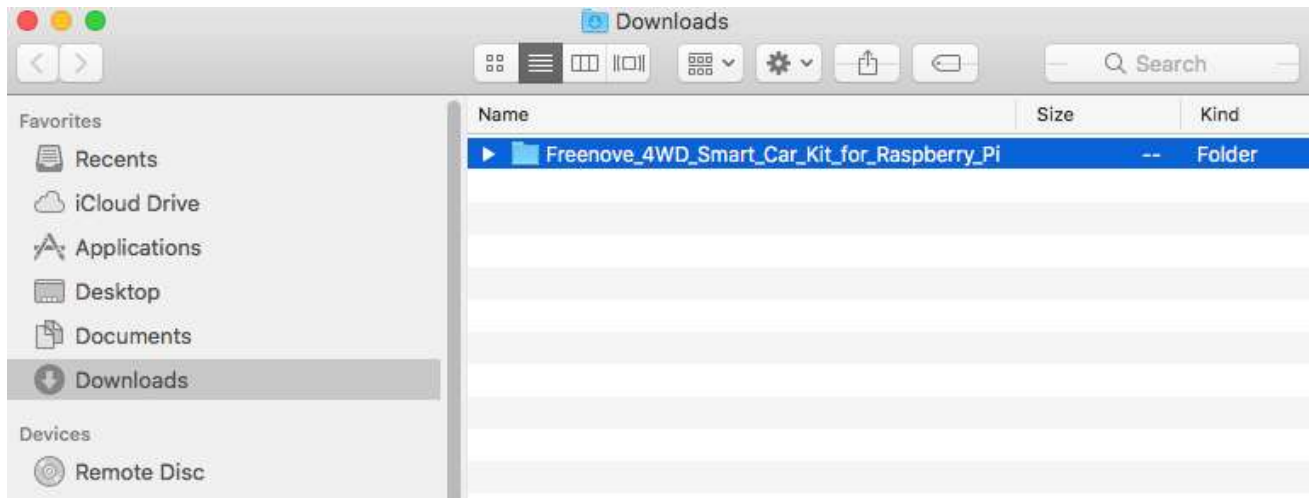 Downloads
Search
Favorites
Recents
iCloud Drive
Applications
Desktop
Documents
Downloads
Devices
Remote Disc
Name Size Kind
Freenove_4WD_Smart_Car_Kit_for_Raspberry_Pi -- Folder